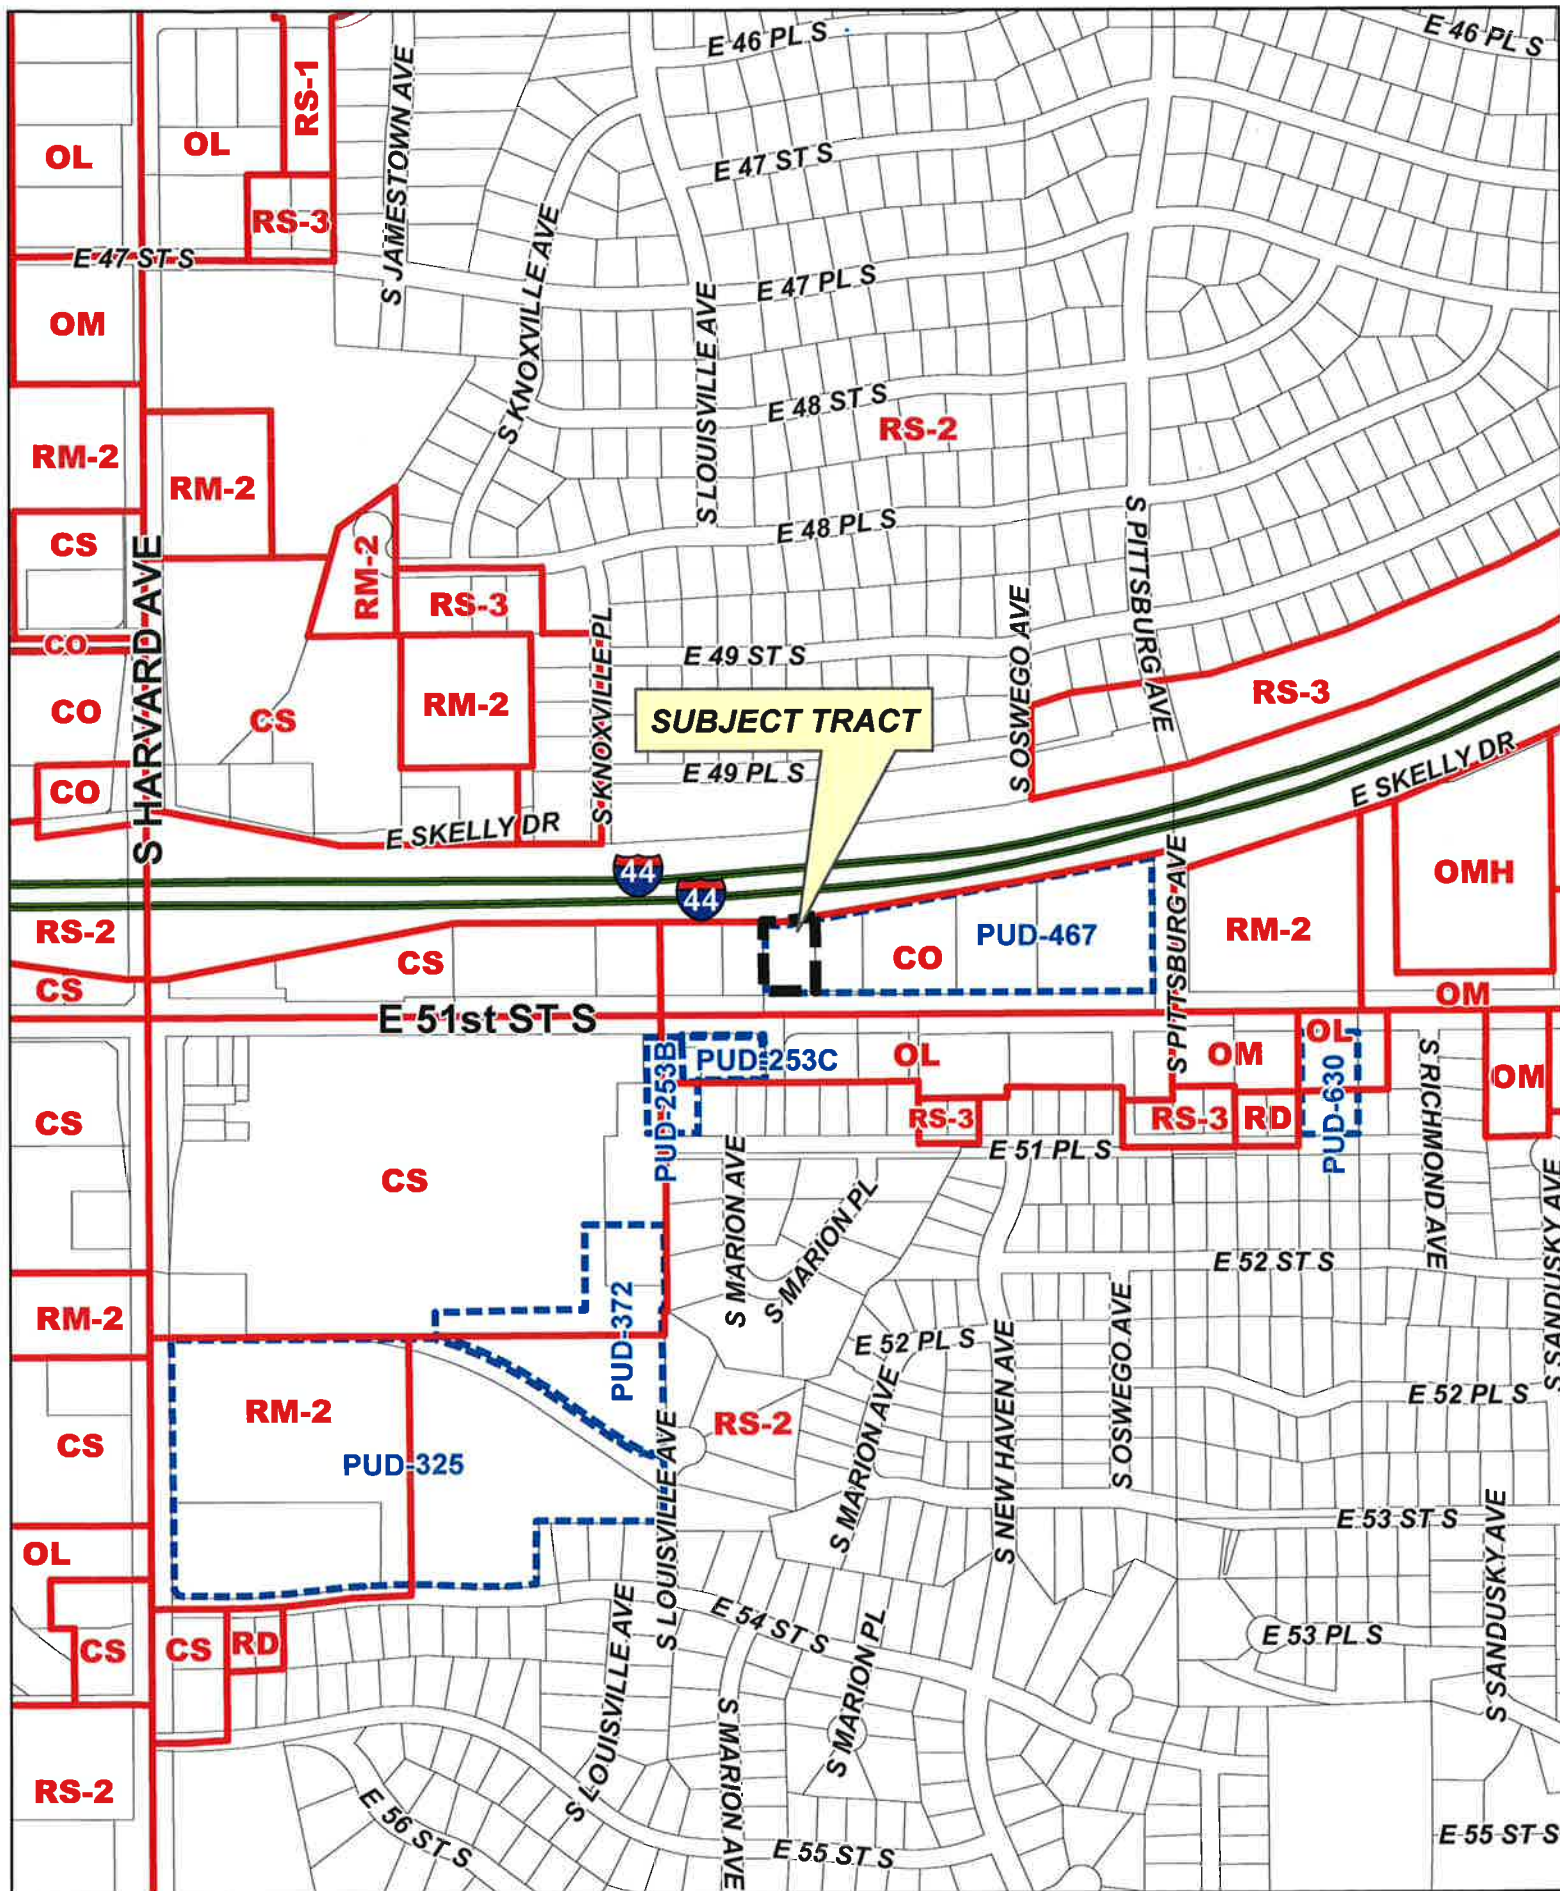 E 46 PL S
E 46 PL S
RS-1
S JAMESTOWN AVE
OL
OL
E 47 ST S
RS-3
E 47 ST S
S KNOXVILLE AVE
E 47 PL S
OM
S LOUISVILLE AVE
E 48 ST S
RS-2
RM-2
RM-2
E 48 PL S
S PITTSBURG AVE
CS
S HARVARD AVE
RM-2
RS-3
S KNOXVILLE PL
S OSWEGO AVE
CO
E 49 ST S
RS-3
CO
CS
RM-2
SUBJECT TRACT
E 49 PL S
CO
E SKELLY DR
E SKELLY DR
44
44
OMH
RS-2
CS
CO
PUD-467
S PITTSBURG AVE
RM-2
CS
OM
E 51st ST S
PUD-253B
PUD-253C
OL
OM
OL
PUD-630
S RICHMOND AVE
OM
CS
RS-3
RS-3
RD
E 51 PL S
CS
S MARION AVE
S MARION PL
E 52 ST S
S SANDUSKY AVE
RM-2
PUD-372
E 52 PL S
S NEW HAVEN AVE
S OSWEGO AVE
E 52 PL S
RM-2
RS-2
S MARION AVE
CS
PUD-325
S LOUISVILLE AVE
E 53 ST S
S SANDUSKY AVE
OL
S LOUISVILLE AVE
E 54 ST S
S MARION PL
E 53 PL S
CS
CS
RD
S MARION AVE
RS-2
E 56 ST S
E 55 ST S
E 55 ST S